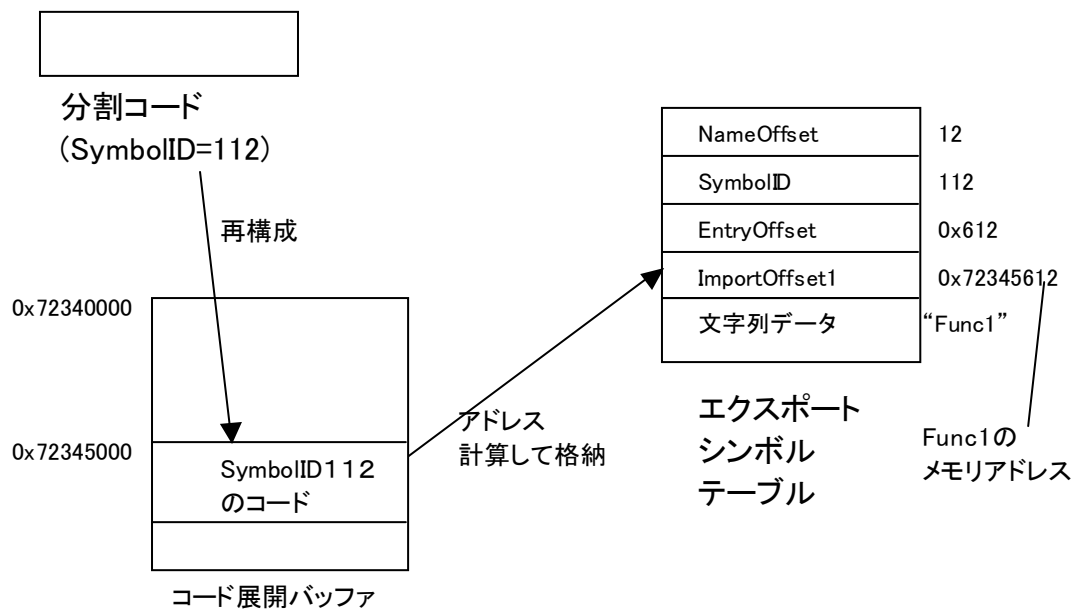 分割コード
(SymbolID=112)
再構成
0x72340000
0x72345000
SymbolID112
のコード
コード展開バッファ
アドレス
計算して格納
NameOffset 12
SymbolID 112
EntryOffset 0x612
ImportOffset1 0x72345612
文字列データ “Func1”
エクスポート
シンボル
テーブル
Func1の
メモリアドレス